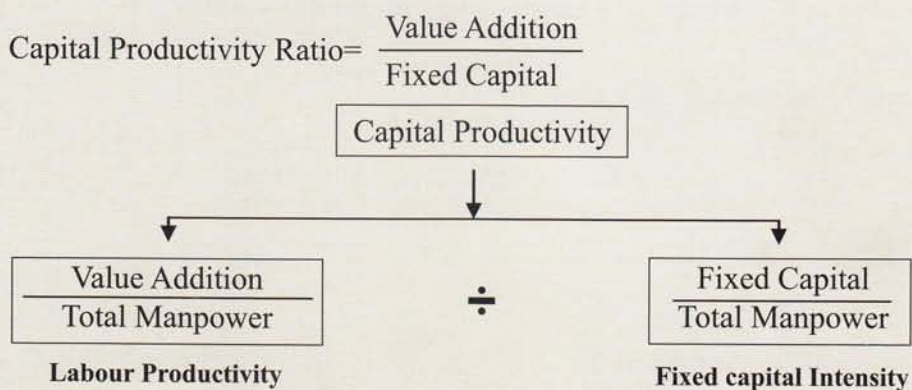 Capital Productivity Ratio= Value Addition
Fixed Capital
Capital Productivity
Value Addition
Total Manpower
÷
Fixed Capital
Total Manpower
Labour Productivity
Fixed capital Intensity